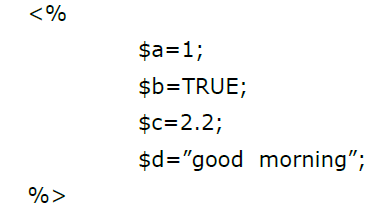 <%
$a=1;
$b=TRUE;
$c=2.2;
$d=”good morning”;
%>